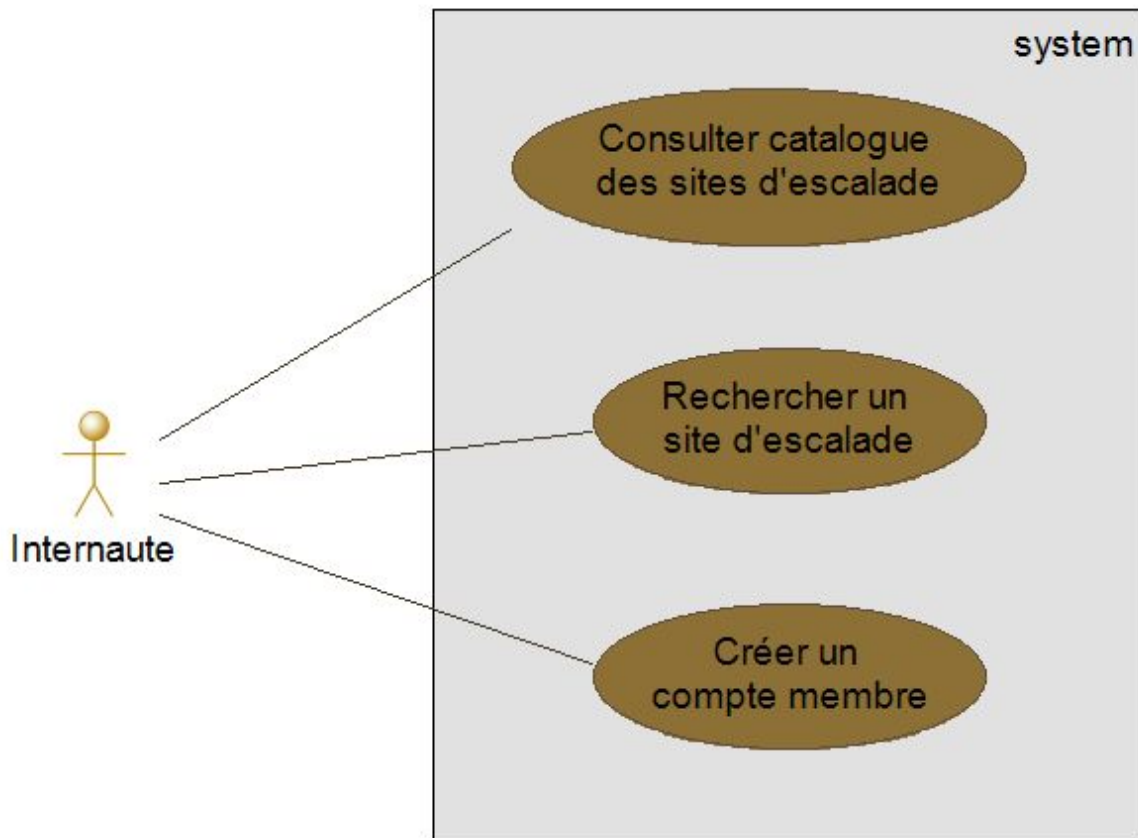 system
Consulter catalogue
des sites d'escalade
Rechercher un
site d'escalade
Internaute
Créer un
compte membre